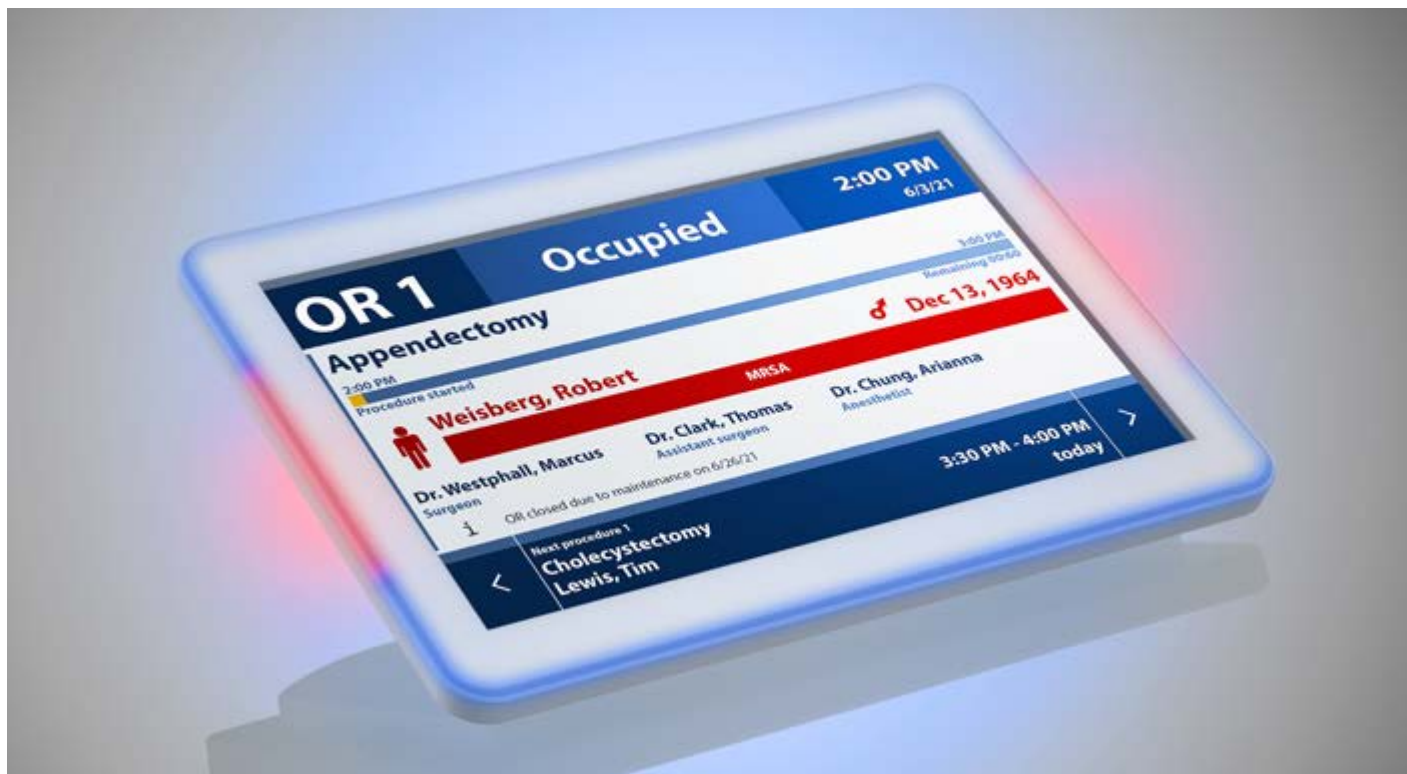 OR 1
Occupied
2:00 PM
6/3/21
Appendectomy
2:00 PM
3:00 PM
Procedure started
Remaining 00:60
Weisberg, Robert
Dec 13, 1964
MRSA
Dr. Westphall, Marcus
Surgeon
Dr. Clark, Thomas
Assistant surgeon
Dr. Chung, Arianna
Anesthetist
i
OR closed due to maintenance on 6/26/21
<
Next procedure 1
Cholecystectomy
Lewis, Tim
3:30 PM - 4:00 PM
today
>